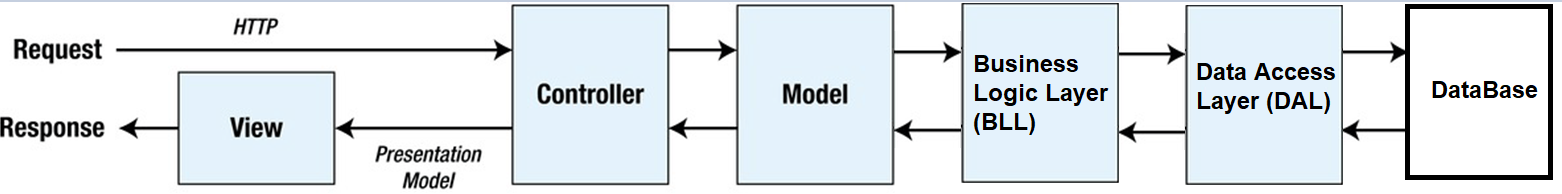 HTTP
Request
Response
View
Presentation
Model
Controller
Model
Business
Logic Layer
(BLL)
Data Access
Layer (DAL)
DataBase